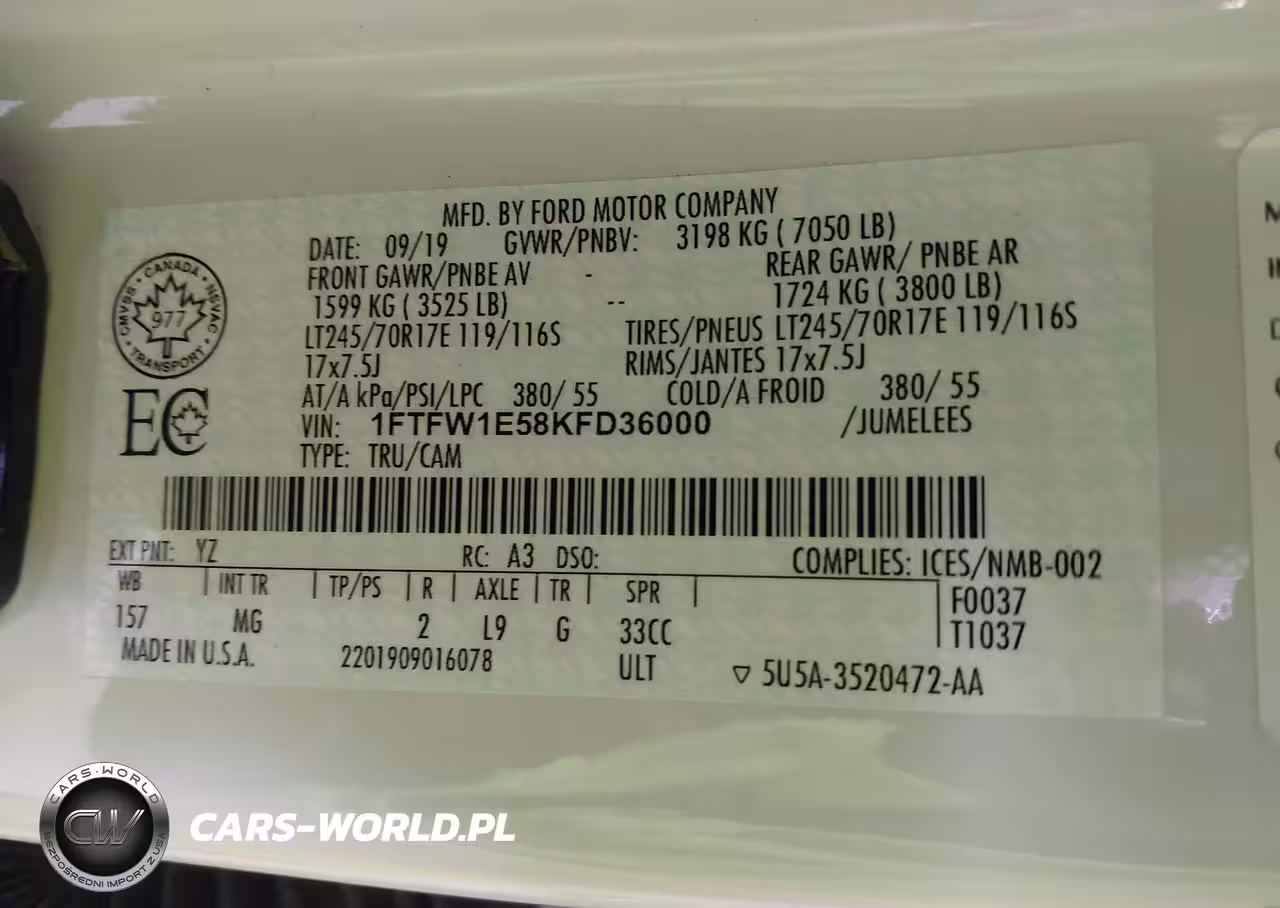 MFD. BY FORD MOTOR COMPANY
DATE: 09/19 GVWR/PNBV: 3198 KG ( 7050 LB)
FRONT GAWR/PNBE AV - REAR GAWR/ PNBE AR
1599 KG ( 3525 LB) -- 1724 KG ( 3800 LB)
LT245/70R17E 119/116S TIRES/PNEUS LT245/70R17E 119/116S
17x7.5J RIMS/JANTES 17x7.5J
AT/A kPa/PSI/LPC 380/ 55 COLD/A FROID 380/ 55
VIN: 1FTFW1E58KFD36000 /JUMELEES
TYPE: TRU/CAM
CANADA
CMVSS NSVAC
977
TRANSPORT
EC
EXT PNT: YZ RC: A3 DSO: COMPLIES: ICES/NMB-002
WB | INT TR | TP/PS | R | AXLE | TR | SPR | F0037
157 MG 2 L9 G 33CC T1037
MADE IN U.S.A. 2201909016078 ULT ▽ 5U5A-3520472-AA
CARS-WORLD
CW
BEZPOŚREDNI IMPORT Z USA
CARS-WORLD.PL